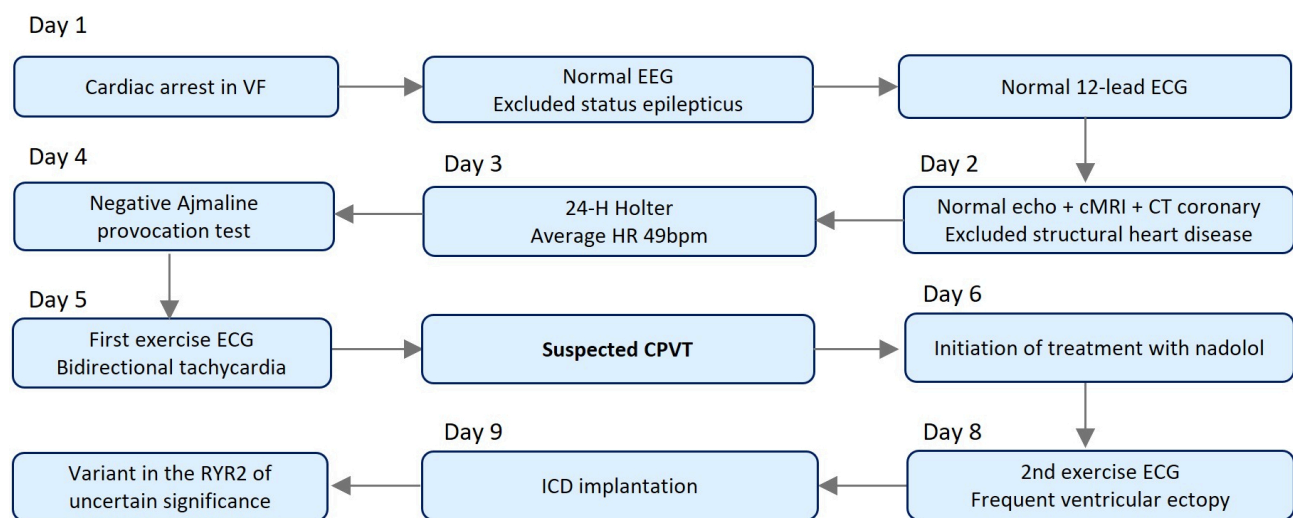 Day 1
Cardiac arrest in VF
Normal EEG
Excluded status epilepticus
Normal 12-lead ECG
Day 2
Normal echo + cMRI + CT coronary
Excluded structural heart disease
Day 3
24-H Holter
Average HR 49bpm
Day 4
Negative Ajmaline
provocation test
Day 5
First exercise ECG
Bidirectional tachycardia
Suspected CPVT
Day 6
Initiation of treatment with nadolol
Day 8
2nd exercise ECG
Frequent ventricular ectopy
Day 9
ICD implantation
Variant in the RYR2 of
uncertain significance